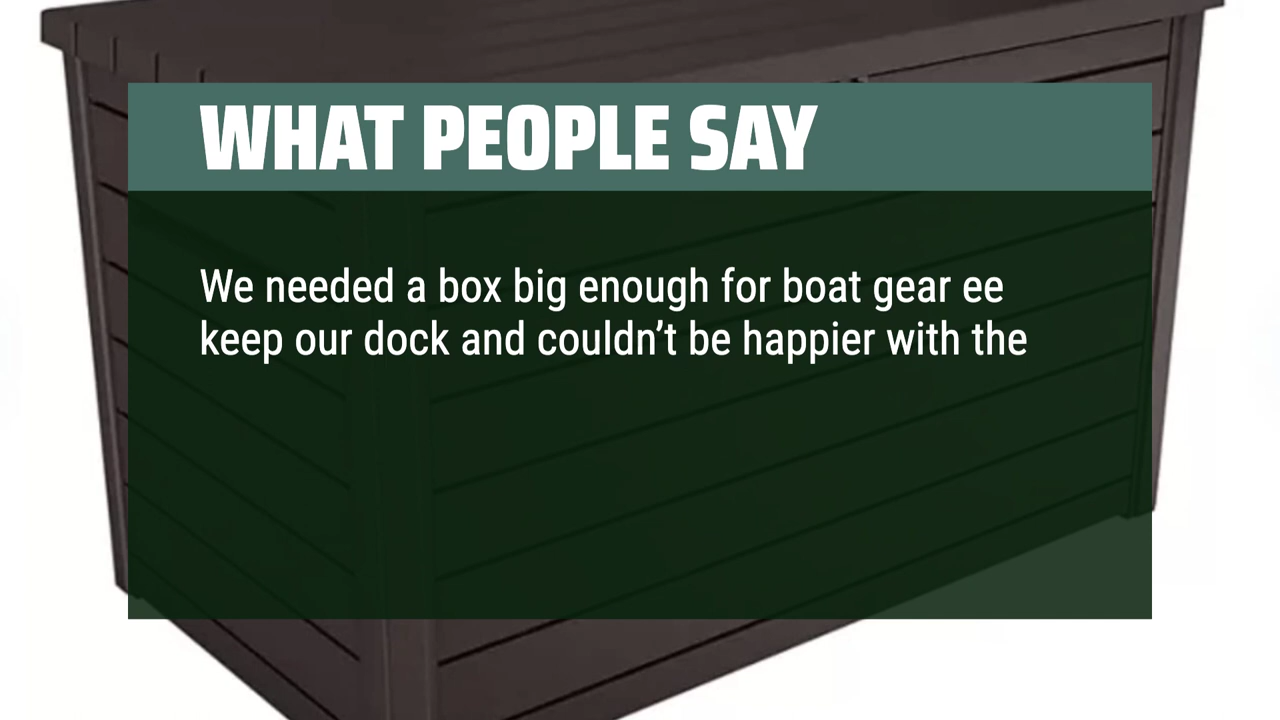 WHAT PEOPLE SAY
We needed a box big enough for boat gear ee
keep our dock and couldn’t be happier with the